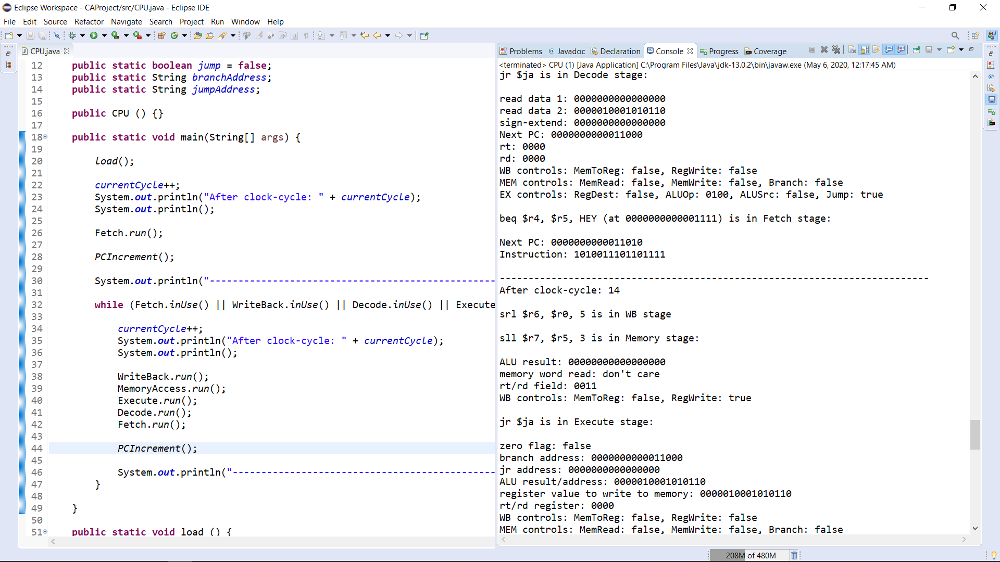 Eclipse Workspace - CAProject/src/CPU.java - Eclipse IDE
File Edit Source Refactor Navigate Search Project Run Window Help
CPU.java
12 public static boolean jump = false;
13 public static String branchAddress;
14 public static String jumpAddress;
15
16 public CPU () {}
17
18 public static void main(String[] args) {
19
20 load();
21
22 currentCycle++;
23 System.out.println("After clock-cycle: " + currentCycle);
24 System.out.println();
25
26 Fetch.run();
27
28 PCIncrement();
29
30 System.out.println("--------------------------------------------------
31
32 while (Fetch.inUse() || WriteBack.inUse() || Decode.inUse() || Execute
33
34 currentCycle++;
35 System.out.println("After clock-cycle: " + currentCycle);
36 System.out.println();
37
38 WriteBack.run();
39 MemoryAccess.run();
40 Execute.run();
41 Decode.run();
42 Fetch.run();
43
44 PCIncrement();
45
46 System.out.println("----------------------------------------------
47 }
48
49 }
50
51 public static void load () {
Problems @ Javadoc Declaration Console Progress Coverage
<terminated> CPU (1) [Java Application] C:\Program Files\Java\jdk-13.0.2\bin\javaw.exe (May 6, 2020, 12:17:45 AM)
jr $ja is in Decode stage:
read data 1: 0000000000000000
read data 2: 0000010001010110
sign-extend: 0000000000000000
Next PC: 0000000000011000
rt: 0000
rd: 0000
WB controls: MemToReg: false, RegWrite: false
MEM controls: MemRead: false, MemWrite: false, Branch: false
EX controls: RegDest: false, ALUOp: 0100, ALUSrc: false, Jump: true
beq $r4, $r5, HEY (at 0000000000001111) is in Fetch stage:
Next PC: 0000000000011010
Instruction: 1010011101101111
---------------------------------------------------------------------------
After clock-cycle: 14
srl $r6, $r0, 5 is in WB stage
sll $r7, $r5, 3 is in Memory stage:
ALU result: 00000000000000000
memory word read: don't care
rt/rd field: 0011
WB controls: MemToReg: false, RegWrite: true
jr $ja is in Execute stage:
zero flag: false
branch address: 0000000000011000
jr address: 0000000000000000
ALU result/address: 0000010001010110
register value to write to memory: 0000010001010110
rt/rd register: 0000
WB controls: MemToReg: false, RegWrite: false
MEM controls: MemRead: false, MemWrite: false, Branch: false
208M of 480M